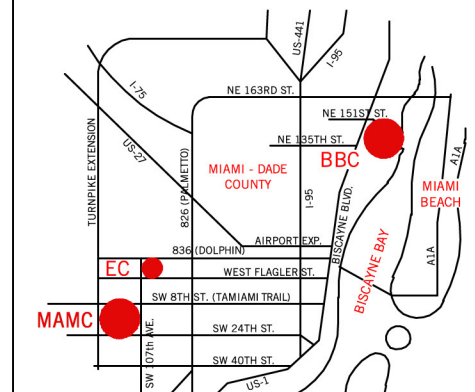 US-441
I-95
I-75
NE 163RD ST.
NE 151ST ST.
US-27
NE 135TH ST.
BBC
A1A
TURNPIKE EXTENSION
826 (PALMETTO)
MIAMI - DADE
COUNTY
I-95
MIAMI
BEACH
BISCAYNE BLVD.
AIRPORT EXP.
836 (DOLPHIN)
BISCAYNE BAY
A1A
EC
WEST FLAGLER ST.
SW 8TH ST. (TAMIAMI TRAIL)
MAMC
SW 24TH ST.
SW 107th AVE.
SW 40TH ST.
US-1